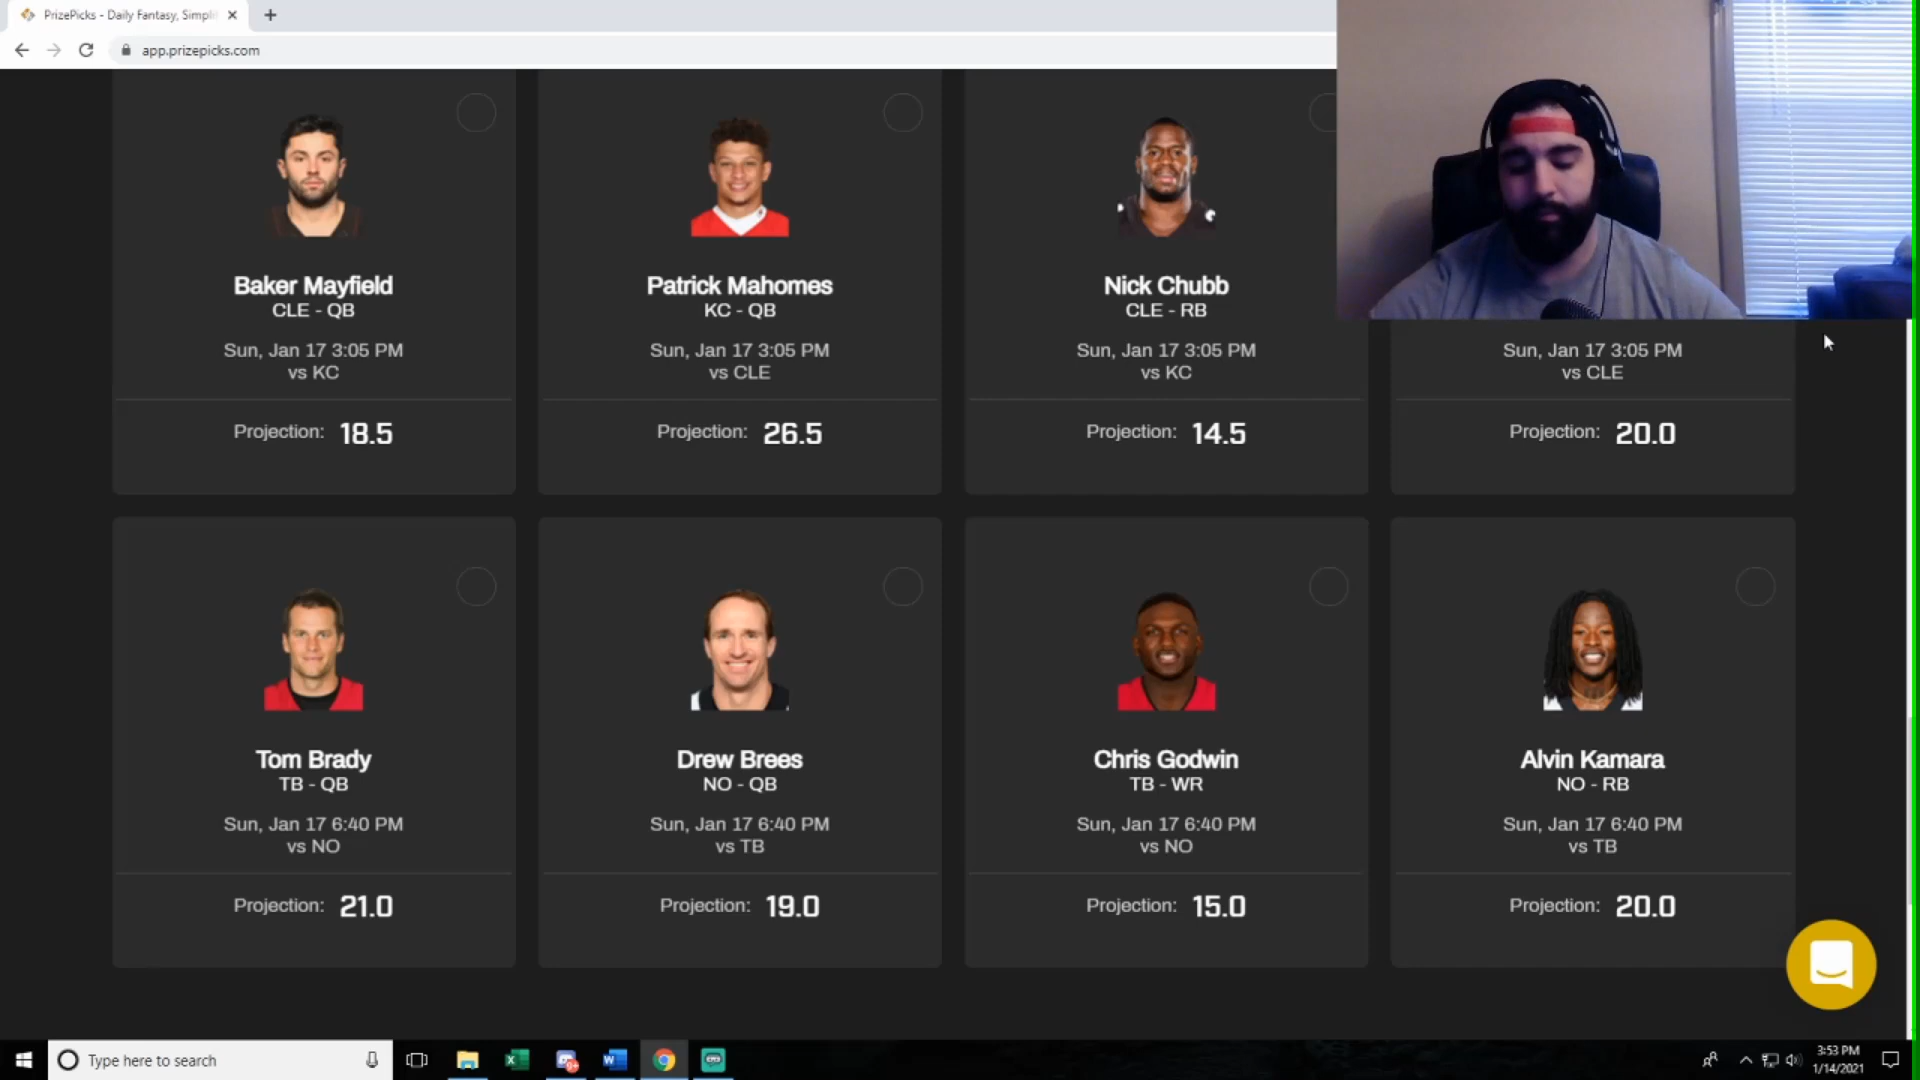 PrizePicks - Daily Fantasy, Simpli
app.prizepicks.com
Baker Mayfield
CLE - QB
Sun, Jan 17 3:05 PM
vs KC
Projection: 18.5
Patrick Mahomes
KC - QB
Sun, Jan 17 3:05 PM
vs CLE
Projection: 26.5
Nick Chubb
CLE - RB
Sun, Jan 17 3:05 PM
vs KC
Projection: 14.5
Sun, Jan 17 3:05 PM
vs CLE
Projection: 20.0
Tom Brady
TB - QB
Sun, Jan 17 6:40 PM
vs NO
Projection: 21.0
Drew Brees
NO - QB
Sun, Jan 17 6:40 PM
vs TB
Projection: 19.0
Chris Godwin
TB - WR
Sun, Jan 17 6:40 PM
vs NO
Projection: 15.0
Alvin Kamara
NO - RB
Sun, Jan 17 6:40 PM
vs TB
Projection: 20.0
Type here to search
3:53 PM
1/14/2021